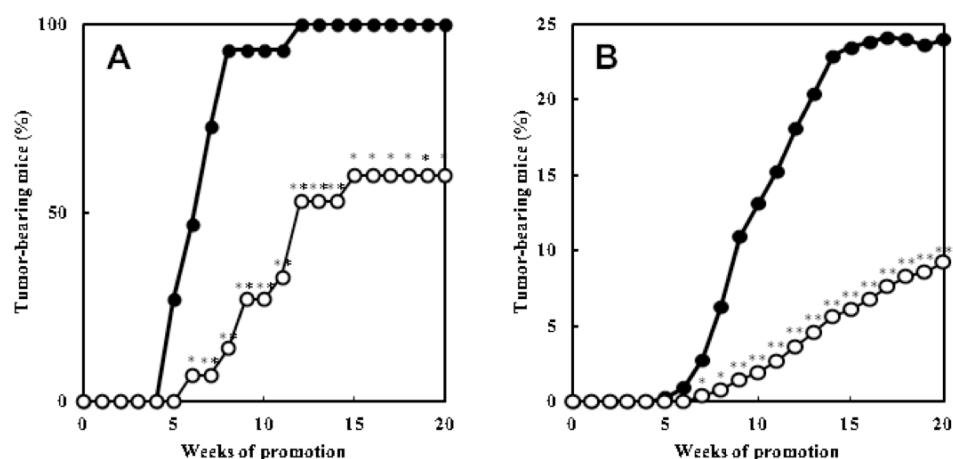 A
Tumor-bearing mice (%)
100
50
0
0 5 10 15 20
Weeks of promotion
B
Tumor-bearing mice (%)
25
20
15
10
5
0
0 5 10 15 20
Weeks of promotion